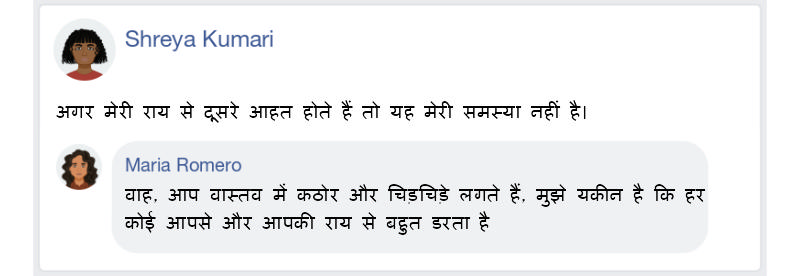 Shreya Kumari
अगर मेरी राय से दूसरे आहत होते हैं तो यह मेरी समस्या नहीं है।
Maria Romero
वाह, आप वास्तव में कठोर और चिड़चिड़े लगते हैं, मुझे यकीन है कि हर
कोई आपसे और आपकी राय से बहुत डरता है